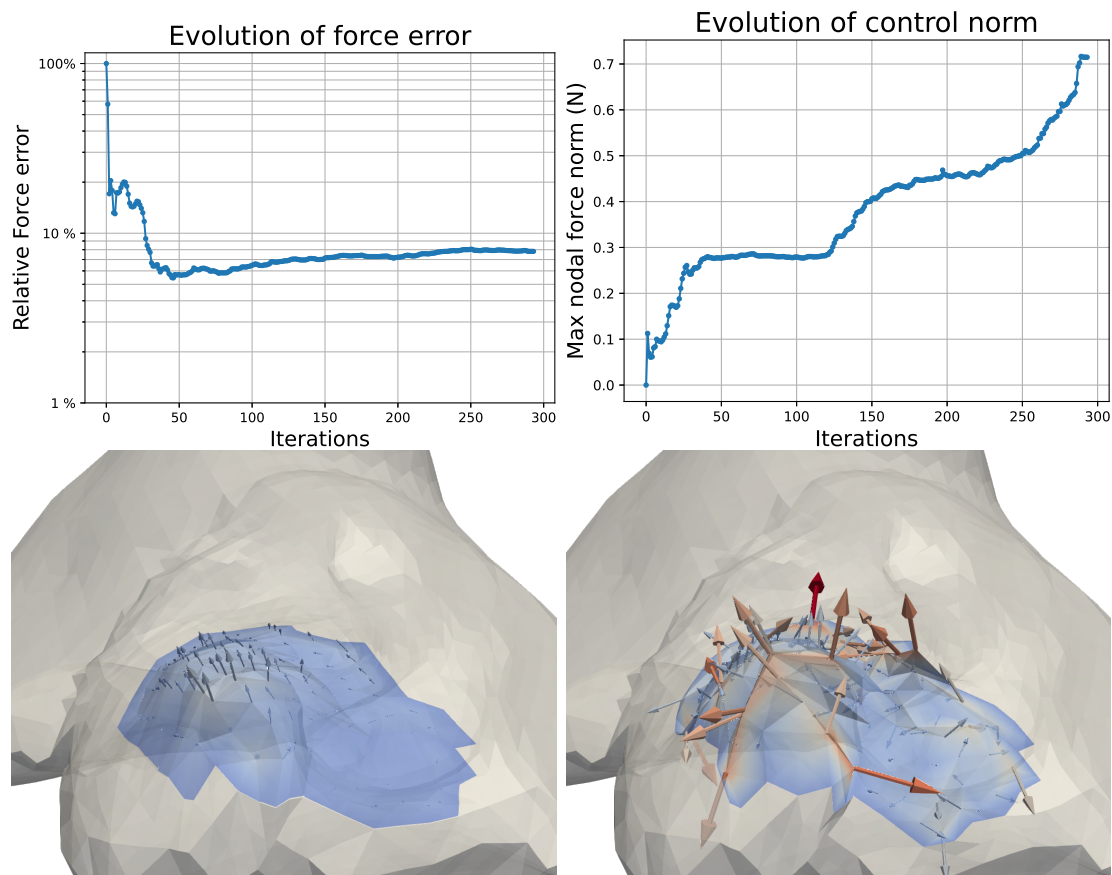 Evolution of force error
100%
10 %
1 %
Relative Force error
0 50 100 150 200 250 300
Iterations
Evolution of control norm
0.7
0.6
0.5
0.4
0.3
0.2
0.1
0.0
Max nodal force norm (N)
0 50 100 150 200 250 300
Iterations